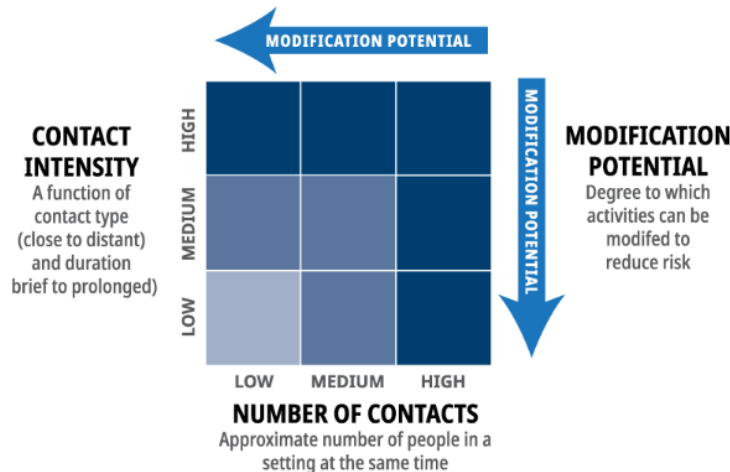 MODIFICATION POTENTIAL
CONTACT
INTENSITY
A function of
contact type
(close to distant)
and duration
brief to prolonged)
HIGH
MEDIUM
LOW
MODIFICATION POTENTIAL
MODIFICATION
POTENTIAL
Degree to which
activities can be
modifed to
reduce risk
LOW
MEDIUM
HIGH
NUMBER OF CONTACTS
Approximate number of people in a
setting at the same time